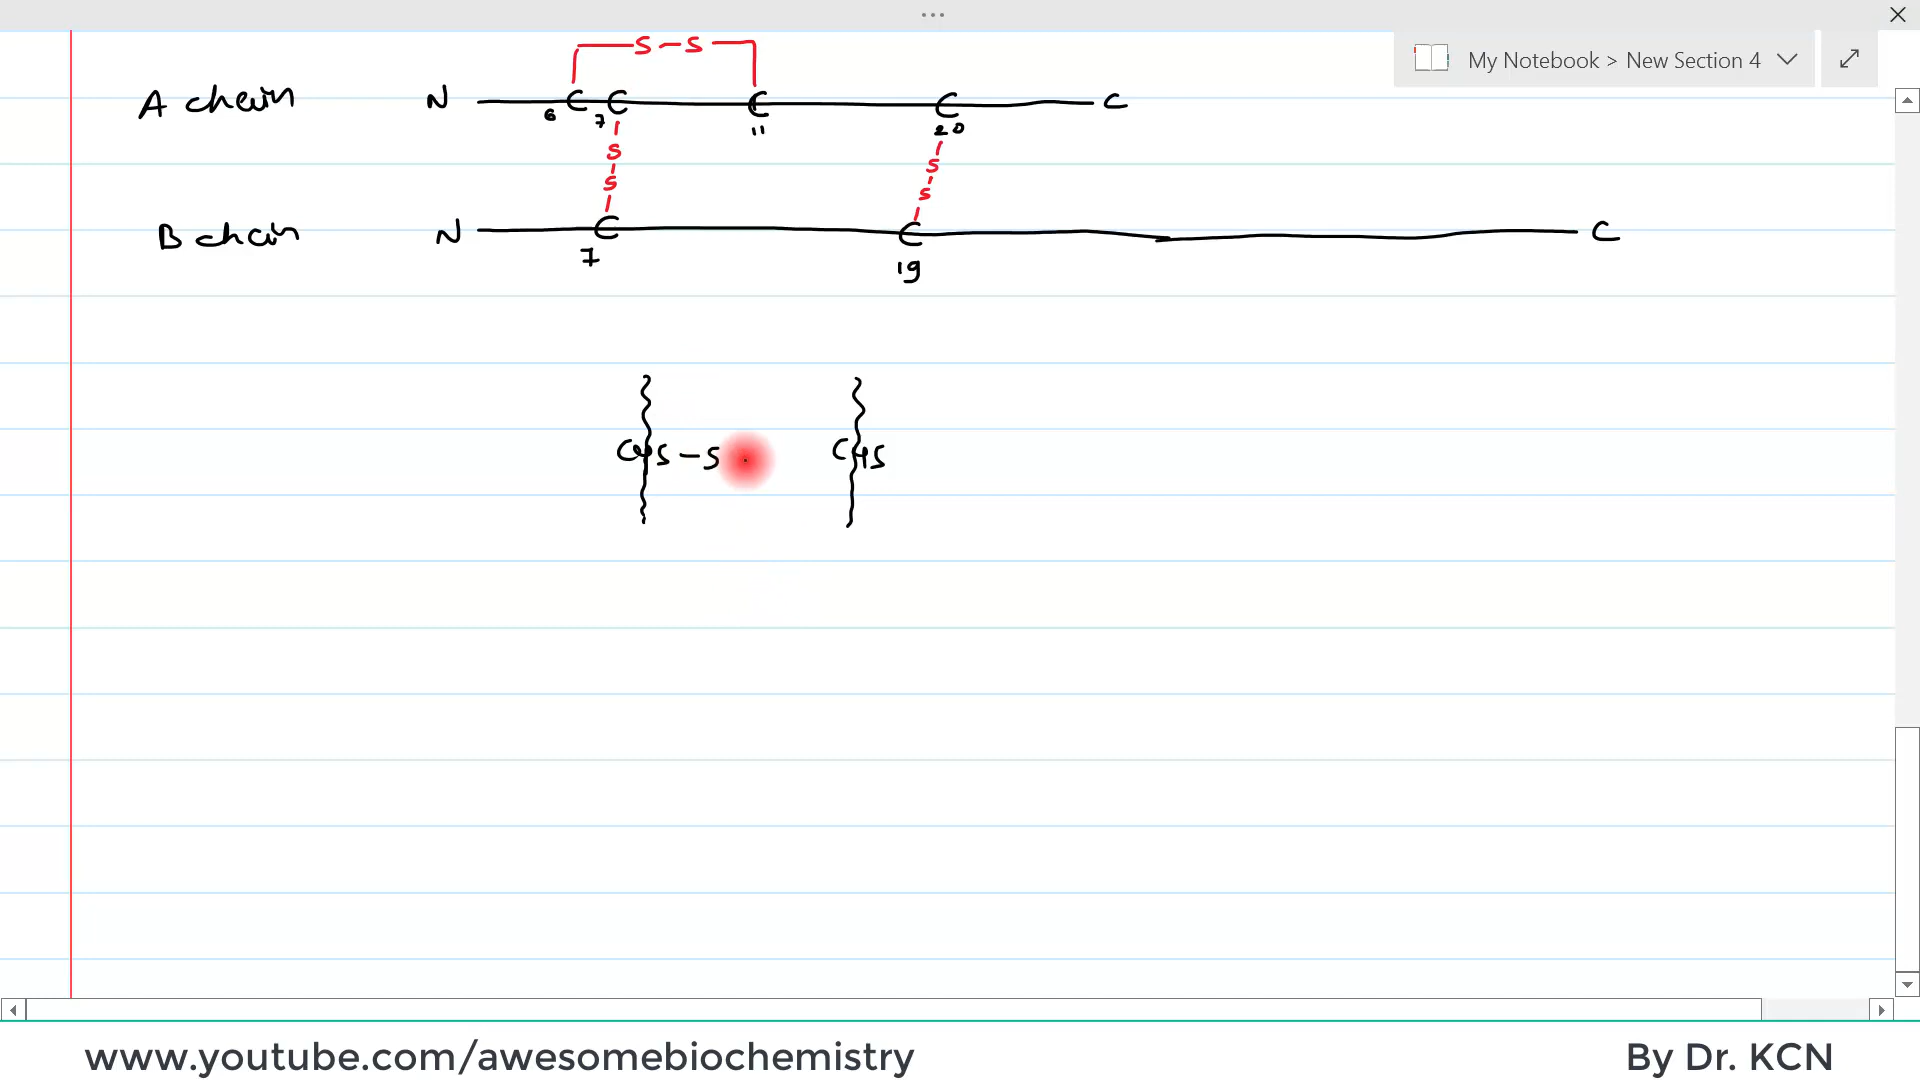 ...
My Notebook > New Section 4
S - S
A chain N C C C C C
6 7 11 20
S S
S S
B chain N C C C
7 19
Cys - S Cys
www.youtube.com/awesomebiochemistry By Dr. KCN